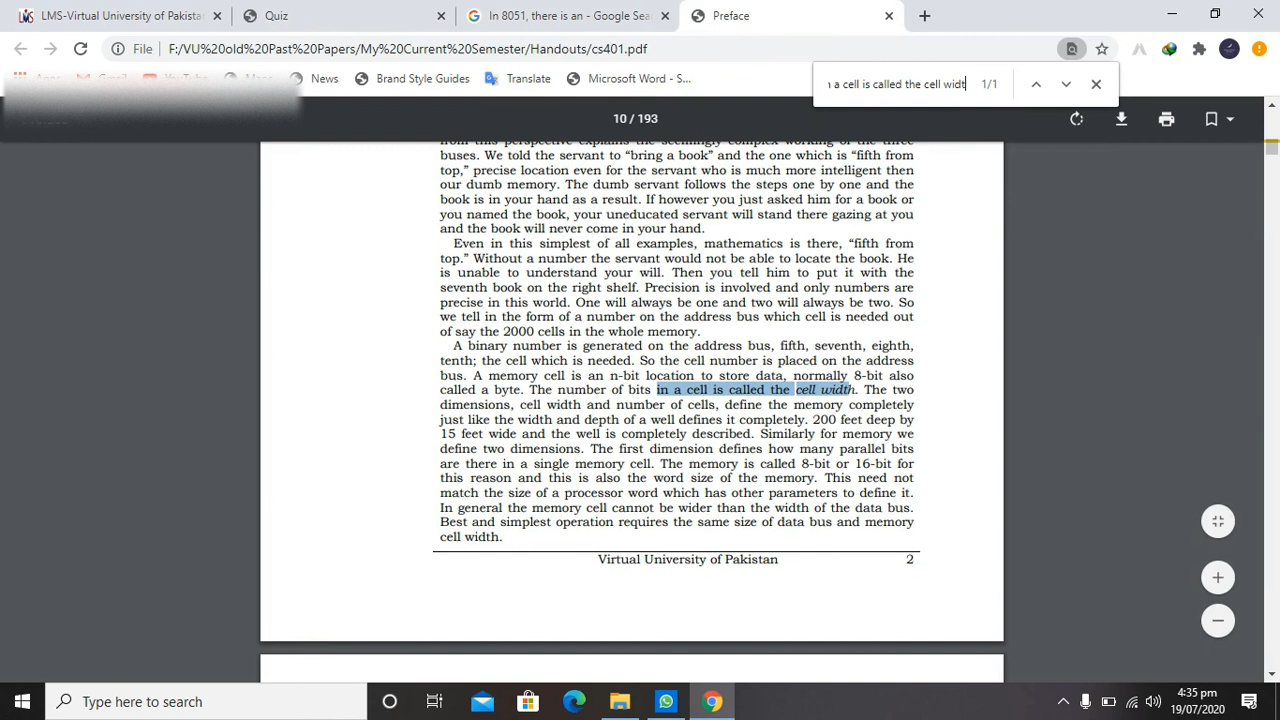 LMS-Virtual University of Pakistan
Quiz
In 8051, there is an - Google Sea
Preface
File F:/VU%20old%20Past%20Papers/My%20Current%20Semester/Handouts/cs401.pdf
News
Brand Style Guides
Translate
Microsoft Word - S...
a cell is called the cell widt 1/1
10 / 193
from this perspective explains the seemingly complex working of the three
buses. We told the servant to “bring a book” and the one which is “fifth from
top,” precise location even for the servant who is much more intelligent then
our dumb memory. The dumb servant follows the steps one by one and the
book is in your hand as a result. If however you just asked him for a book or
you named the book, your uneducated servant will stand there gazing at you
and the book will never come in your hand.
Even in this simplest of all examples, mathematics is there, “fifth from
top.” Without a number the servant would not be able to locate the book. He
is unable to understand your will. Then you tell him to put it with the
seventh book on the right shelf. Precision is involved and only numbers are
precise in this world. One will always be one and two will always be two. So
we tell in the form of a number on the address bus which cell is needed out
of say the 2000 cells in the whole memory.
A binary number is generated on the address bus, fifth, seventh, eighth,
tenth; the cell which is needed. So the cell number is placed on the address
bus. A memory cell is an n-bit location to store data, normally 8-bit also
called a byte. The number of bits in a cell is called the cell width. The two
dimensions, cell width and number of cells, define the memory completely
just like the width and depth of a well defines it completely. 200 feet deep by
15 feet wide and the well is completely described. Similarly for memory we
define two dimensions. The first dimension defines how many parallel bits
are there in a single memory cell. The memory is called 8-bit or 16-bit for
this reason and this is also the word size of the memory. This need not
match the size of a processor word which has other parameters to define it.
In general the memory cell cannot be wider than the width of the data bus.
Best and simplest operation requires the same size of data bus and memory
cell width.
Virtual University of Pakistan 2
Type here to search
4:35 pm
19/07/2020